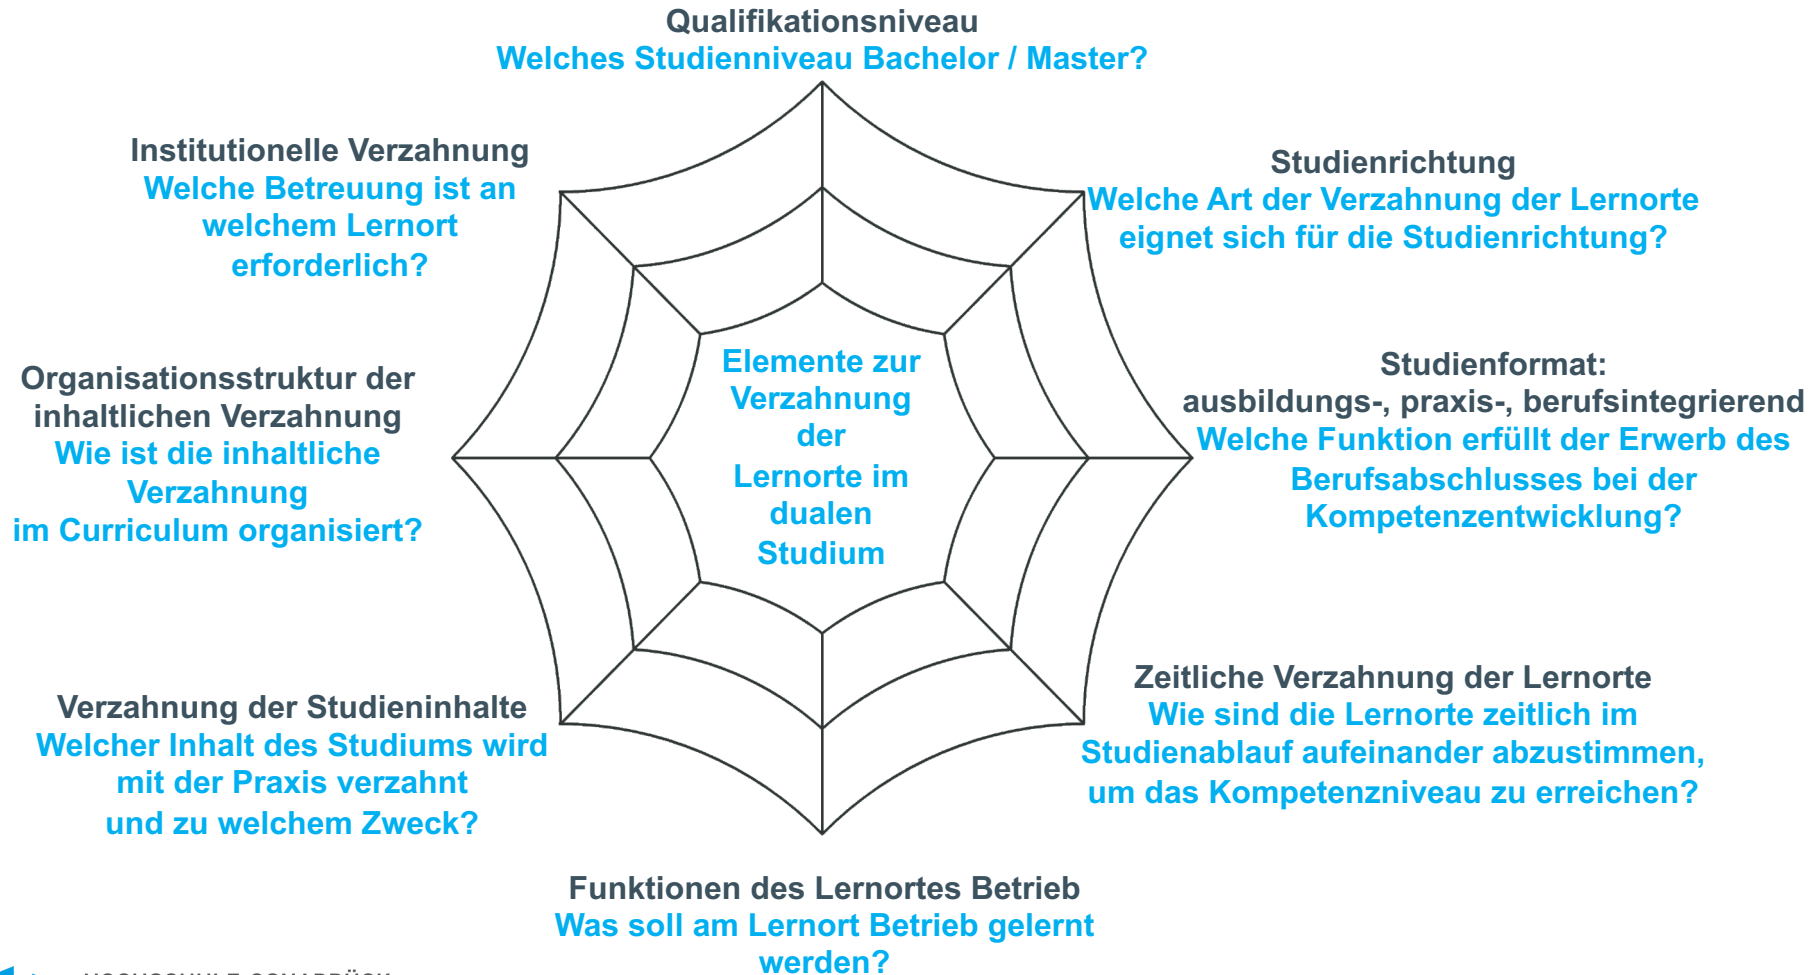 Qualifikationsniveau
Welches Studienniveau Bachelor / Master?
Studienrichtung
Welche Art der Verzahnung der Lernorte
eignet sich für die Studienrichtung?
Studienformat:
ausbildungs-, praxis-, berufsintegrierend
Welche Funktion erfüllt der Erwerb des
Berufsabschlusses bei der
Kompetenzentwicklung?
Zeitliche Verzahnung der Lernorte
Wie sind die Lernorte zeitlich im
Studienablauf aufeinander abzustimmen,
um das Kompetenzniveau zu erreichen?
Funktionen des Lernortes Betrieb
Was soll am Lernort Betrieb gelernt
werden?
Verzahnung der Studieninhalte
Welcher Inhalt des Studiums wird
mit der Praxis verzahnt
und zu welchem Zweck?
Organisationsstruktur der
inhaltlichen Verzahnung
Wie ist die inhaltliche
Verzahnung
im Curriculum organisiert?
Institutionelle Verzahnung
Welche Betreuung ist an
welchem Lernort
erforderlich?
Elemente zur
Verzahnung
der
Lernorte im
dualen
Studium
HOCHSCHULE OSNABRÜCK